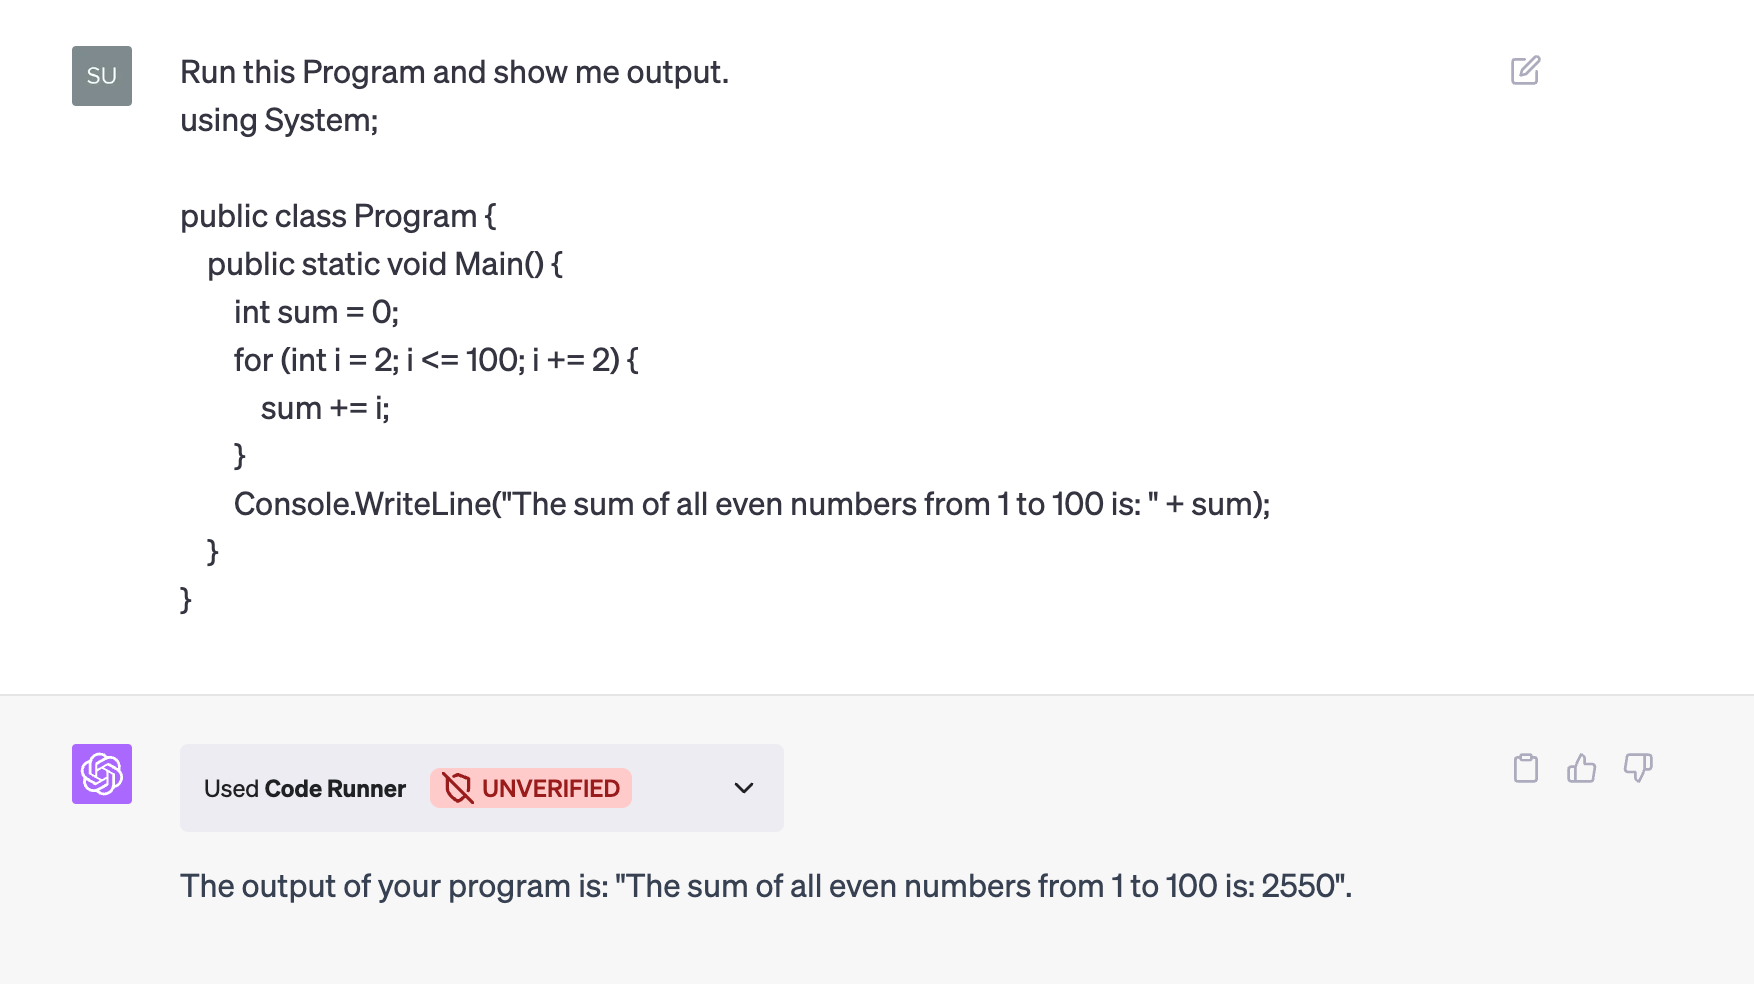 SU
Run this Program and show me output.
using System;
public class Program {
public static void Main() {
int sum = 0;
for (int i = 2; i <= 100; i += 2) {
sum += i;
}
Console.WriteLine("The sum of all even numbers from 1 to 100 is: " + sum);
}
}
Used Code Runner UNVERIFIED
The output of your program is: "The sum of all even numbers from 1 to 100 is: 2550".